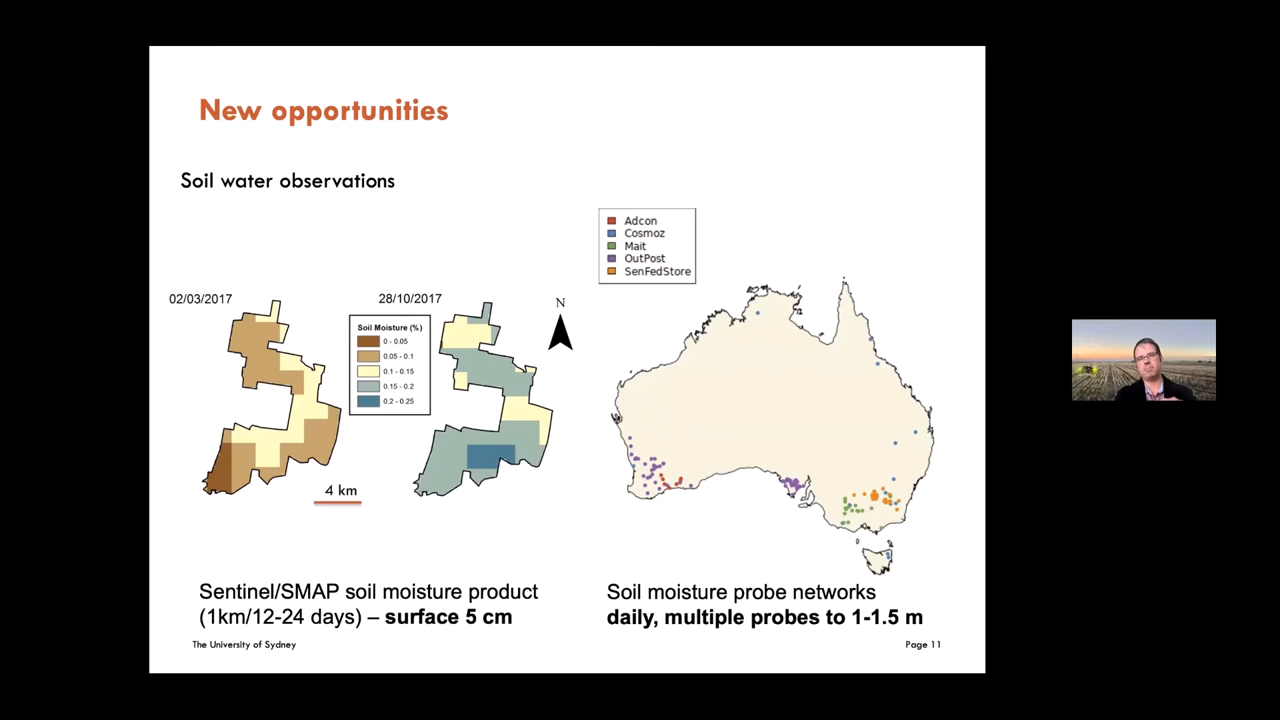 New opportunities
Soil water observations
Adcon
Cosmoz
Mait
OutPost
SenFedStore
02/03/2017
28/10/2017
N
Soil Moisture (%)
0 - 0.05
0.05 - 0.1
0.1 - 0.15
0.15 - 0.2
0.2 - 0.25
4 km
Sentinel/SMAP soil moisture product
(1km/12-24 days) – surface 5 cm
Soil moisture probe networks
daily, multiple probes to 1-1.5 m
The University of Sydney
Page 11